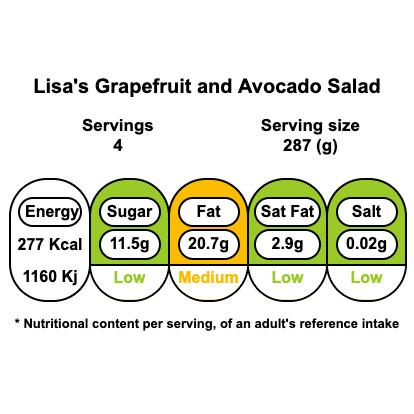 Lisa's Grapefruit and Avocado Salad
Servings Serving size
4 287 (g)
Energy Sugar Fat Sat Fat Salt
277 Kcal 11.5g 20.7g 2.9g 0.02g
1160 Kj Low Medium Low Low
* Nutritional content per serving, of an adult's reference intake